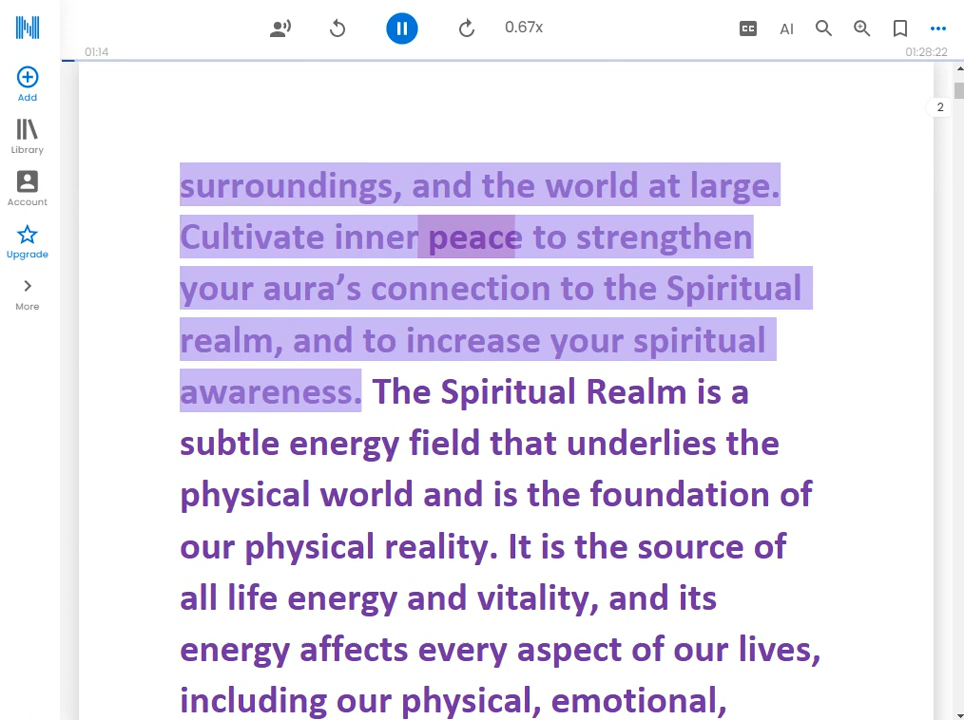 0.67x
CC
AI
01:14
01:28:22
Add
Library
Account
Upgrade
More
2
surroundings, and the world at large.
Cultivate inner peace to strengthen
your aura’s connection to the Spiritual
realm, and to increase your spiritual
awareness. The Spiritual Realm is a
subtle energy field that underlies the
physical world and is the foundation of
our physical reality. It is the source of
all life energy and vitality, and its
energy affects every aspect of our lives,
including our physical, emotional,